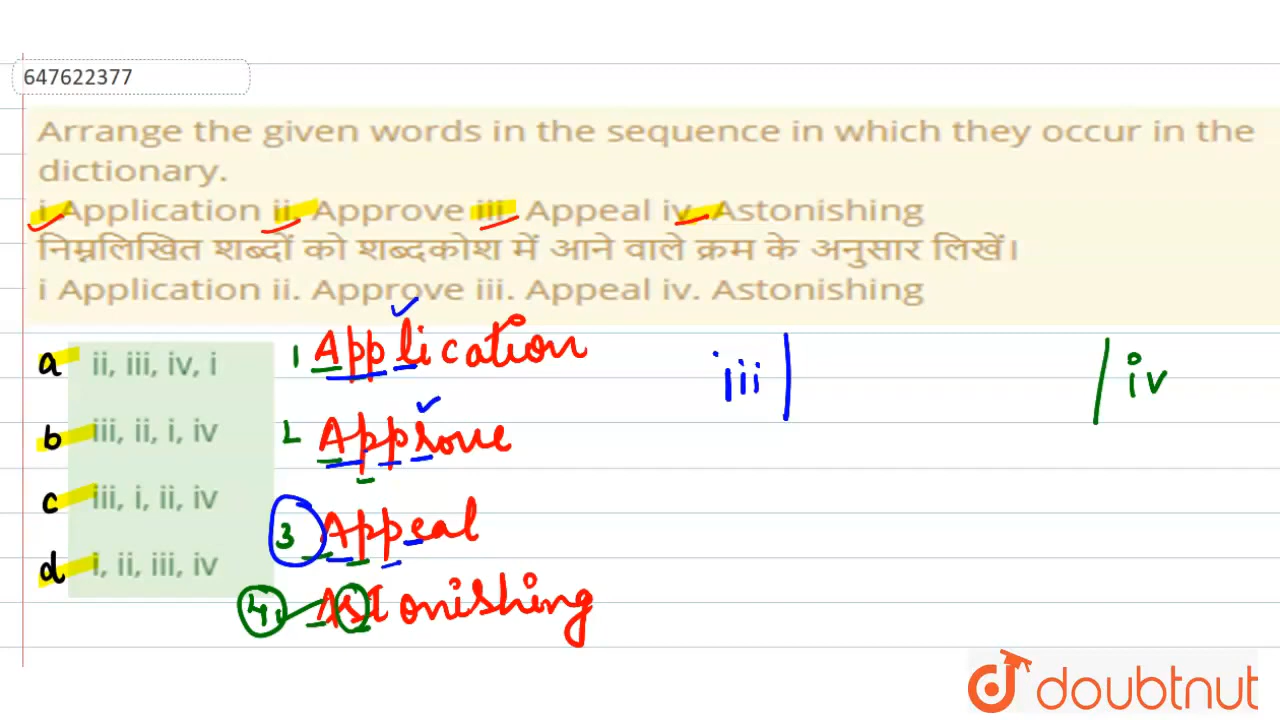 647622377
Arrange the given words in the sequence in which they occur in the
dictionary.
i Application ii. Approve iii. Appeal iv. Astonishing
निम्नलिखित शब्दों को शब्दकोश में आने वाले क्रम के अनुसार लिखें।
i Application ii. Approve iii. Appeal iv. Astonishing
a ii, iii, iv, i
b iii, ii, i, iv
c iii, i, ii, iv
d i, ii, iii, iv
1 Application
2 Approve
3 Appeal
4, Astonishing
iii iv
doubtnut